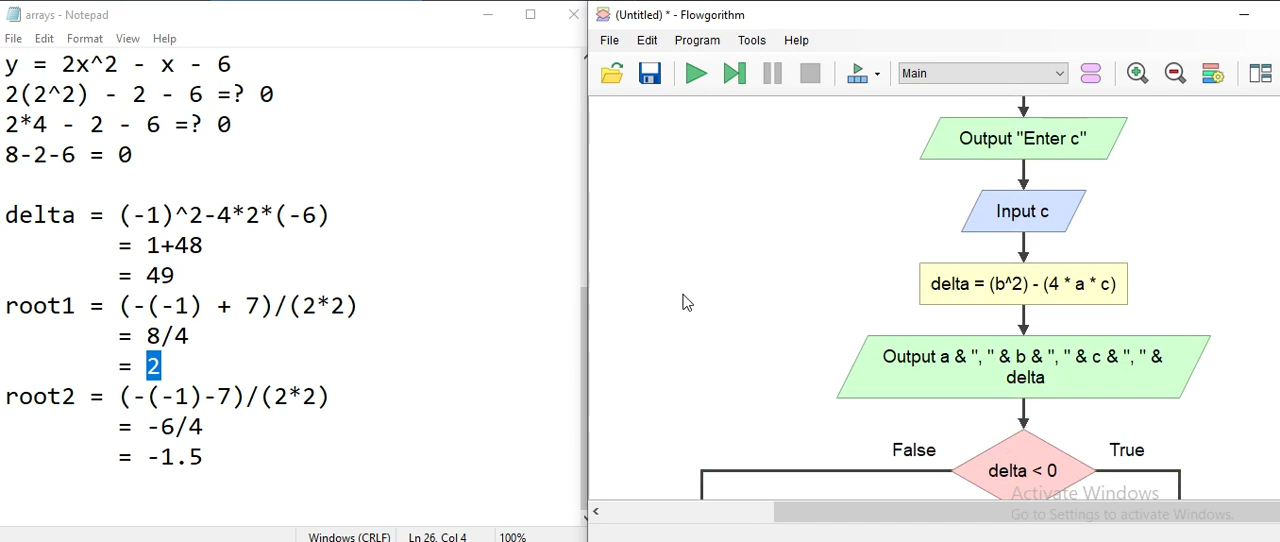 arrays - Notepad
File Edit Format View Help
y = 2x^2 - x - 6
2(2^2) - 2 - 6 =? 0
2*4 - 2 - 6 =? 0
8-2-6 = 0
delta = (-1)^2-4*2*(-6)
= 1+48
= 49
root1 = (-(-1) + 7)/(2*2)
= 8/4
= 2
root2 = (-(-1)-7)/(2*2)
= -6/4
= -1.5
Windows (CRLF) Ln 26, Col 4 100%
(Untitled) * - Flowgorithm
File Edit Program Tools Help
Main
Output "Enter c"
Input c
delta = (b^2) - (4 * a * c)
Output a & ", " & b & ", " & c & ", " &
delta
False True
delta < 0
Activate Windows
Go to Settings to activate Windows.